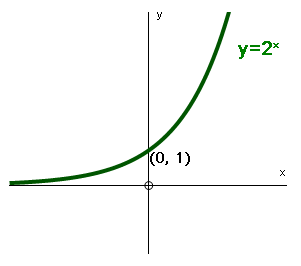 y
y=2ˣ
(0, 1)
x